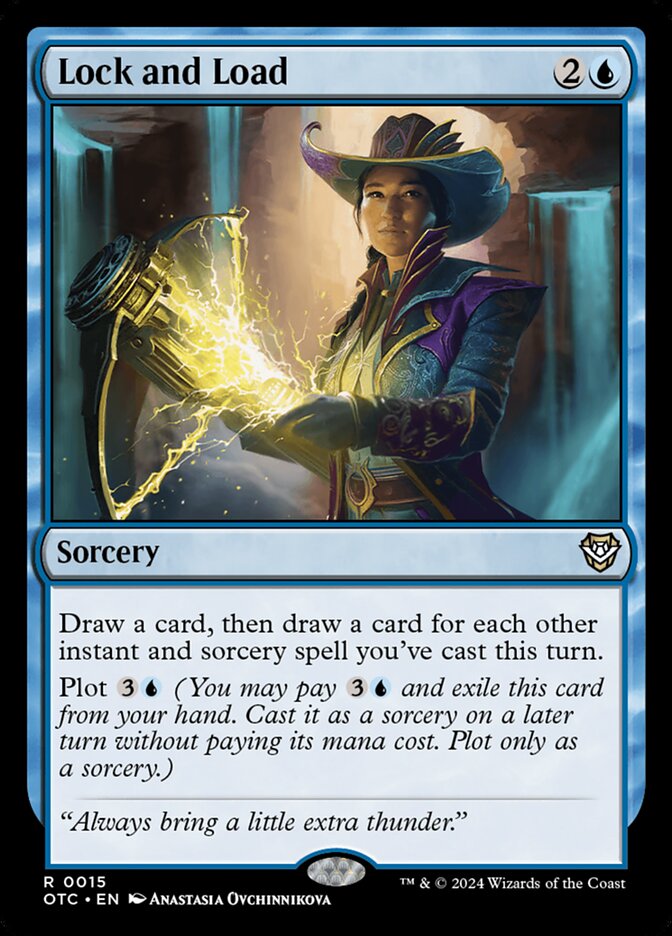 Lock and Load 2
Sorcery
Draw a card, then draw a card for each other
instant and sorcery spell you've cast this turn.
Plot 3 (You may pay 3 and exile this card
from your hand. Cast it as a sorcery on a later
turn without paying its mana cost. Plot only as
a sorcery.)
“Always bring a little extra thunder.”
R 0015
OTC • EN Anastasia Ovchinnikova
™ & © 2024 Wizards of the Coast